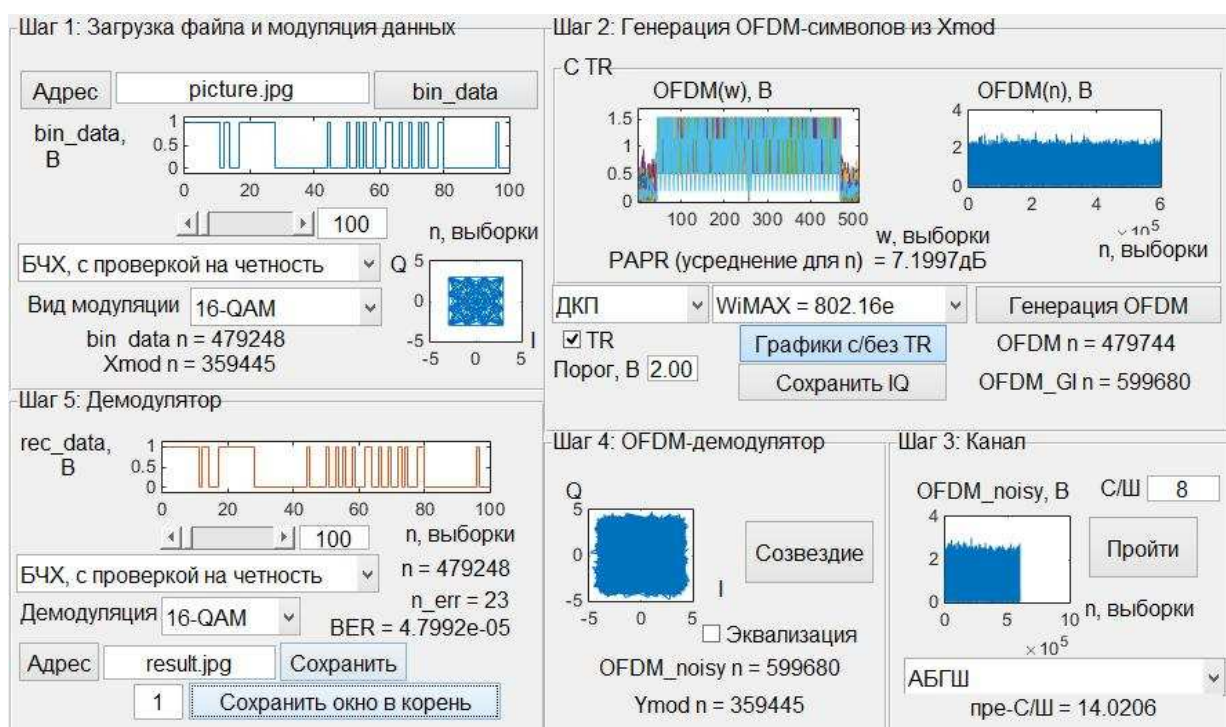 Шаг 1: Загрузка файла и модуляция данных
Адрес picture.jpg bin_data
bin_data, В
1
0.5
0
0 20 40 60 80 100
100 n, выборки
БЧХ, с проверкой на четность
Вид модуляции 16-QAM
bin_data n = 479248
Xmod n = 359445
Q 5
0
-5
-5 0 5
I
Шаг 2: Генерация OFDM-символов из Xmod
С TR
OFDM(w), В
1.5
1
0.5
0
100 200 300 400 500
w, выборки
OFDM(n), В
4
2
0
0 2 4 6
× 10^5
n, выборки
PAPR (усреднение для n) = 7.1997дБ
ДКП WiMAX = 802.16e Генерация OFDM
TR Графики с/без TR OFDM n = 479744
Порог, В 2.00 Сохранить IQ OFDM_GI n = 599680
Шаг 5: Демодулятор
rec_data, В
1
0.5
0
0 20 40 60 80 100
100 n, выборки
БЧХ, с проверкой на четность n = 479248
n_err = 23
Демодуляция 16-QAM BER = 4.7992e-05
Адрес result.jpg Сохранить
1 Сохранить окно в корень
Шаг 4: OFDM-демодулятор
Q
5
0
-5
-5 0 5
I
Созвездие
Эквализация
OFDM_noisy n = 599680
Ymod n = 359445
Шаг 3: Канал
OFDM_noisy, В С/Ш 8
4
2
0
0 5 10
× 10^5
n, выборки
Пройти
АБГШ
пре-С/Ш = 14.0206